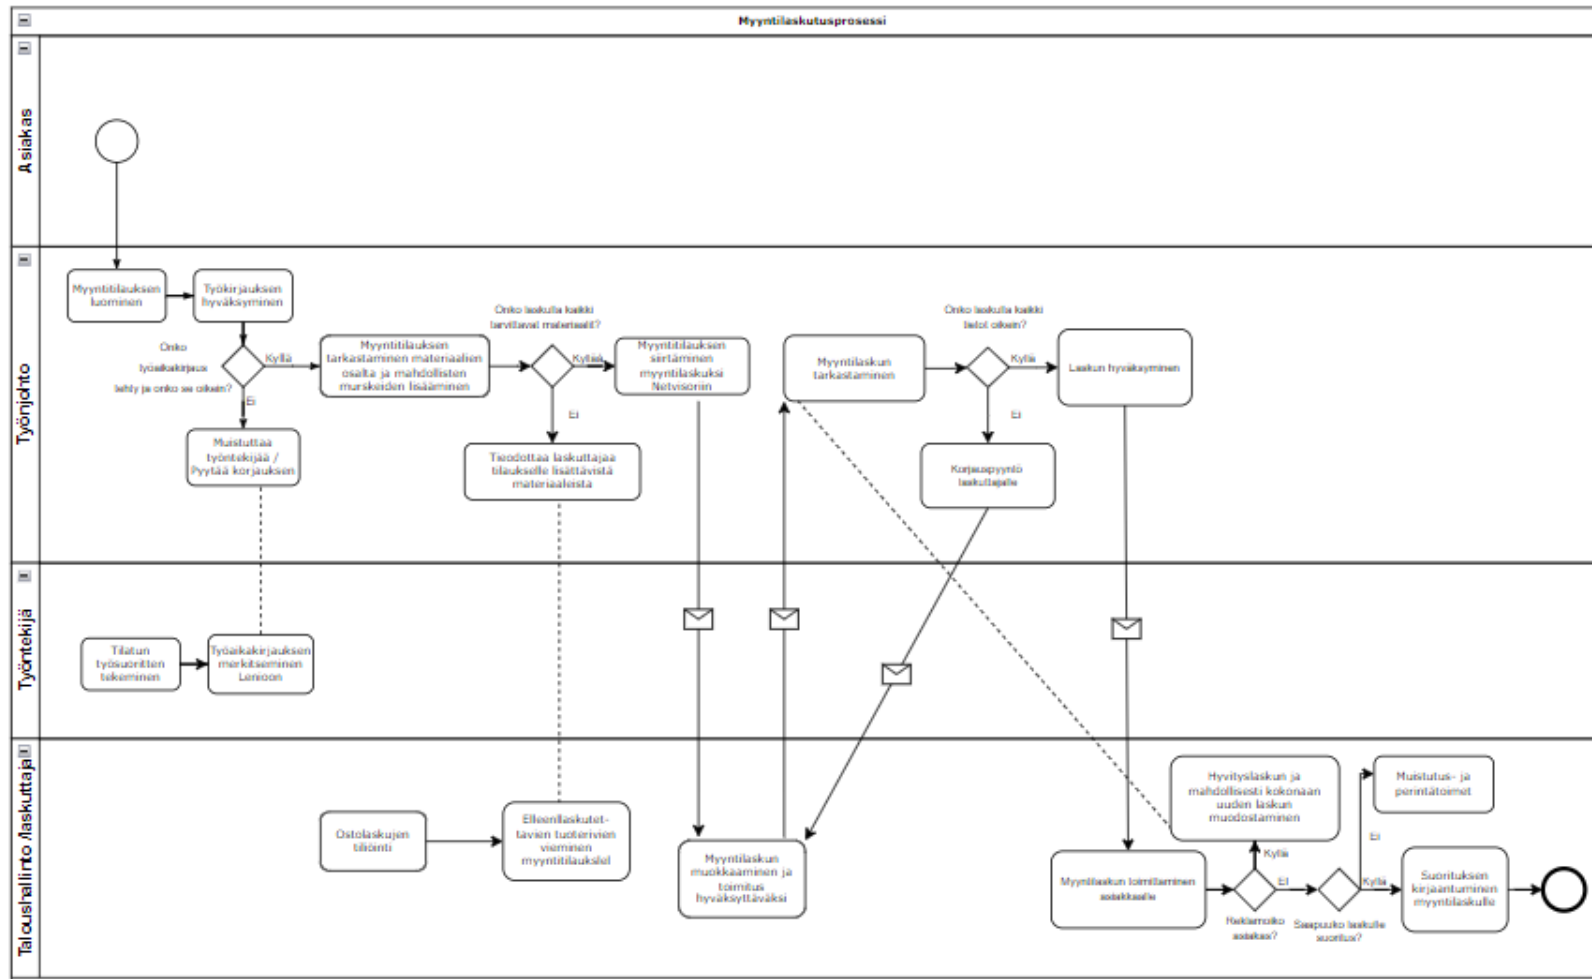 Myyntilaskutusprosessi
Asiakas
Työnjohto
Myyntitilauksen
luominen
Työkirjauksen
hyväksyminen
Onko
työaikakirjaus
tehty ja onko se oikein?
Kyllä
Ei
Muistuttaa
työntekijää /
Pyytää korjauksen
Myyntitilauksen
tarkastaminen materiaalien
osalta ja mahdollisten
murskeiden lisääminen
Onko laskulla kaikki
tarvittavat materiaalit?
Kyllä
Ei
Tieodottaa laskuttajaa
tilaukselle lisättävistä
materiaaleista
Myyntitilauksen
siirtäminen
myyntilaskuksi
Netvisoriin
Myyntilaskun
tarkastaminen
Onko laskulla kaikki
tiedot oikein?
Kyllä
Ei
Korjauspyyntö
laskuttajalle
Laskun hyväksyminen
Työntekijä
Tilatun
työsuoritten
tekeminen
Työaikakirjauksen
merkitseminen
Lenioon
Taloushallinto /laskuttaja
Ostolaskujen
tiliöinti
Elleenllaskutet-
tavien tuoterivien
vieminen
myyntitilaukslel
Myyntilaskun
muokkaaminen ja
toimitus
hyväksyttäväksi
Myyntilaskun toimittaminen
asiakkaalle
Hyvityslaskun ja
mahdollisesti kokonaan
uuden laskun
muodostaminen
Kyllä
Ei
Reklamoiko
asiakas?
Saapuuko laskulle
suoritus?
Ei
Kyllä
Muistutus- ja
perintätoimet
Suorituksen
kirjaantuminen
myyntilaskulle